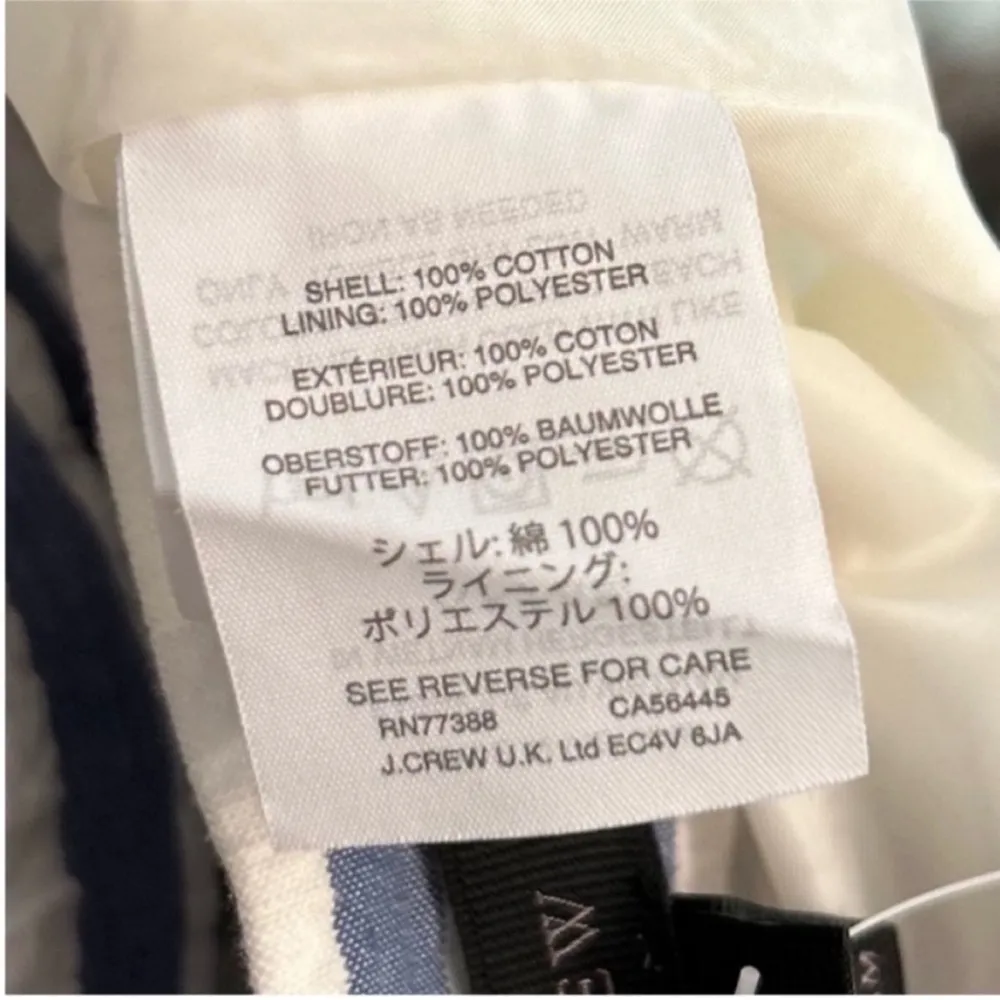 SHELL: 100% COTTON
LINING: 100% POLYESTER
EXTÉRIEUR: 100% COTON
DOUBLURE: 100% POLYESTER
OBERSTOFF: 100% BAUMWOLLE
FUTTER: 100% POLYESTER
シェル: 綿 100%
ライニング:
ポリエステル 100%
SEE REVERSE FOR CARE
RN77388 CA56445
J.CREW U.K. Ltd EC4V 6JA
M